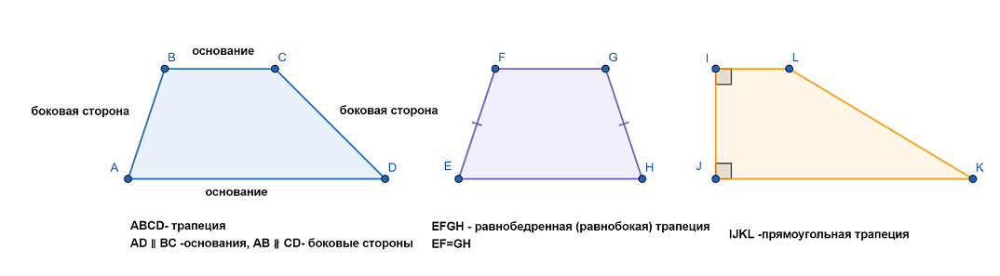 основание
B
C
боковая сторона
боковая сторона
A
D
основание
ABCD- трапеция
AD ∥ BC -основания, AB ∦ CD- боковые стороны
F
G
E
H
EFGH - равнобедренная (равнобокая) трапеция
EF=GH
I
L
J
K
IJKL -прямоугольная трапеция